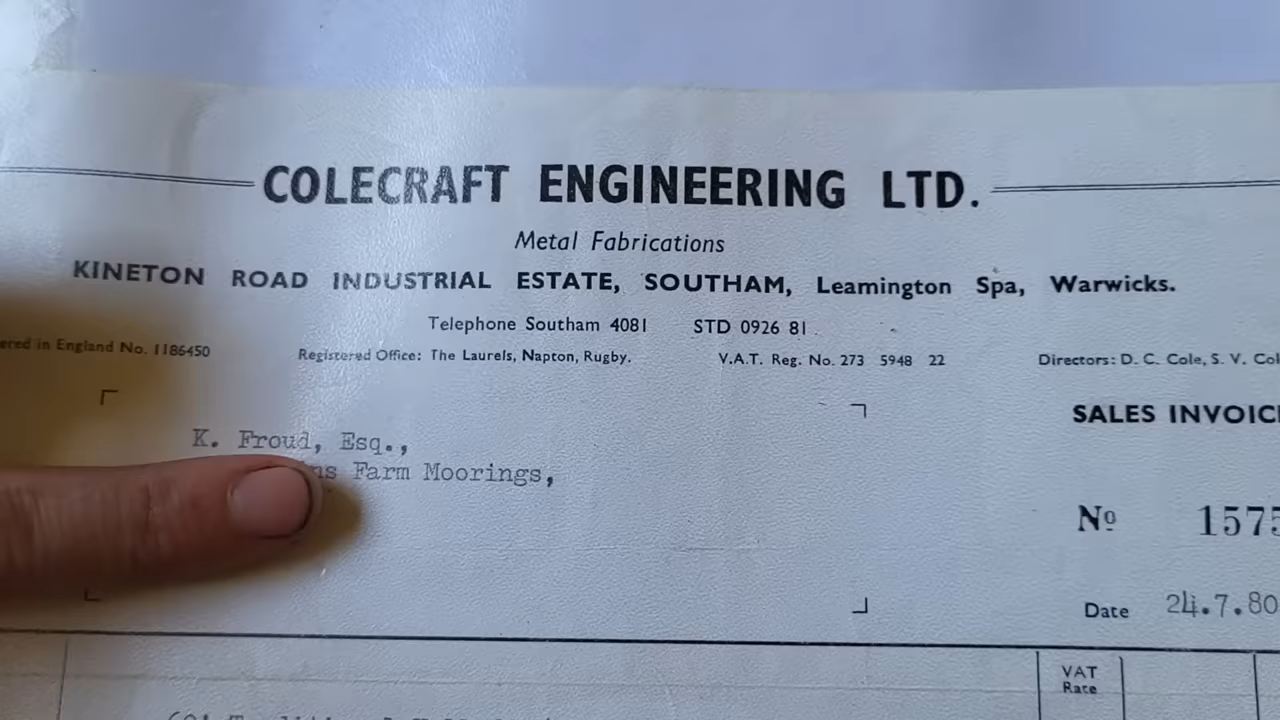 COLECRAFT ENGINEERING LTD.
Metal Fabrications
KINETON ROAD INDUSTRIAL ESTATE, SOUTHAM, Leamington Spa, Warwicks.
Telephone Southam 4081 STD 0926 81
in England No. 1186450 Registered Office: The Laurels, Napton, Rugby. V.A.T. Reg. No. 273 5948 22 Directors: D. C. Cole, S. V.
SALES
K. Froud, Esq.,
Farm Moorings,
Nº 1575
Date 24.7.80
VAT
Rate